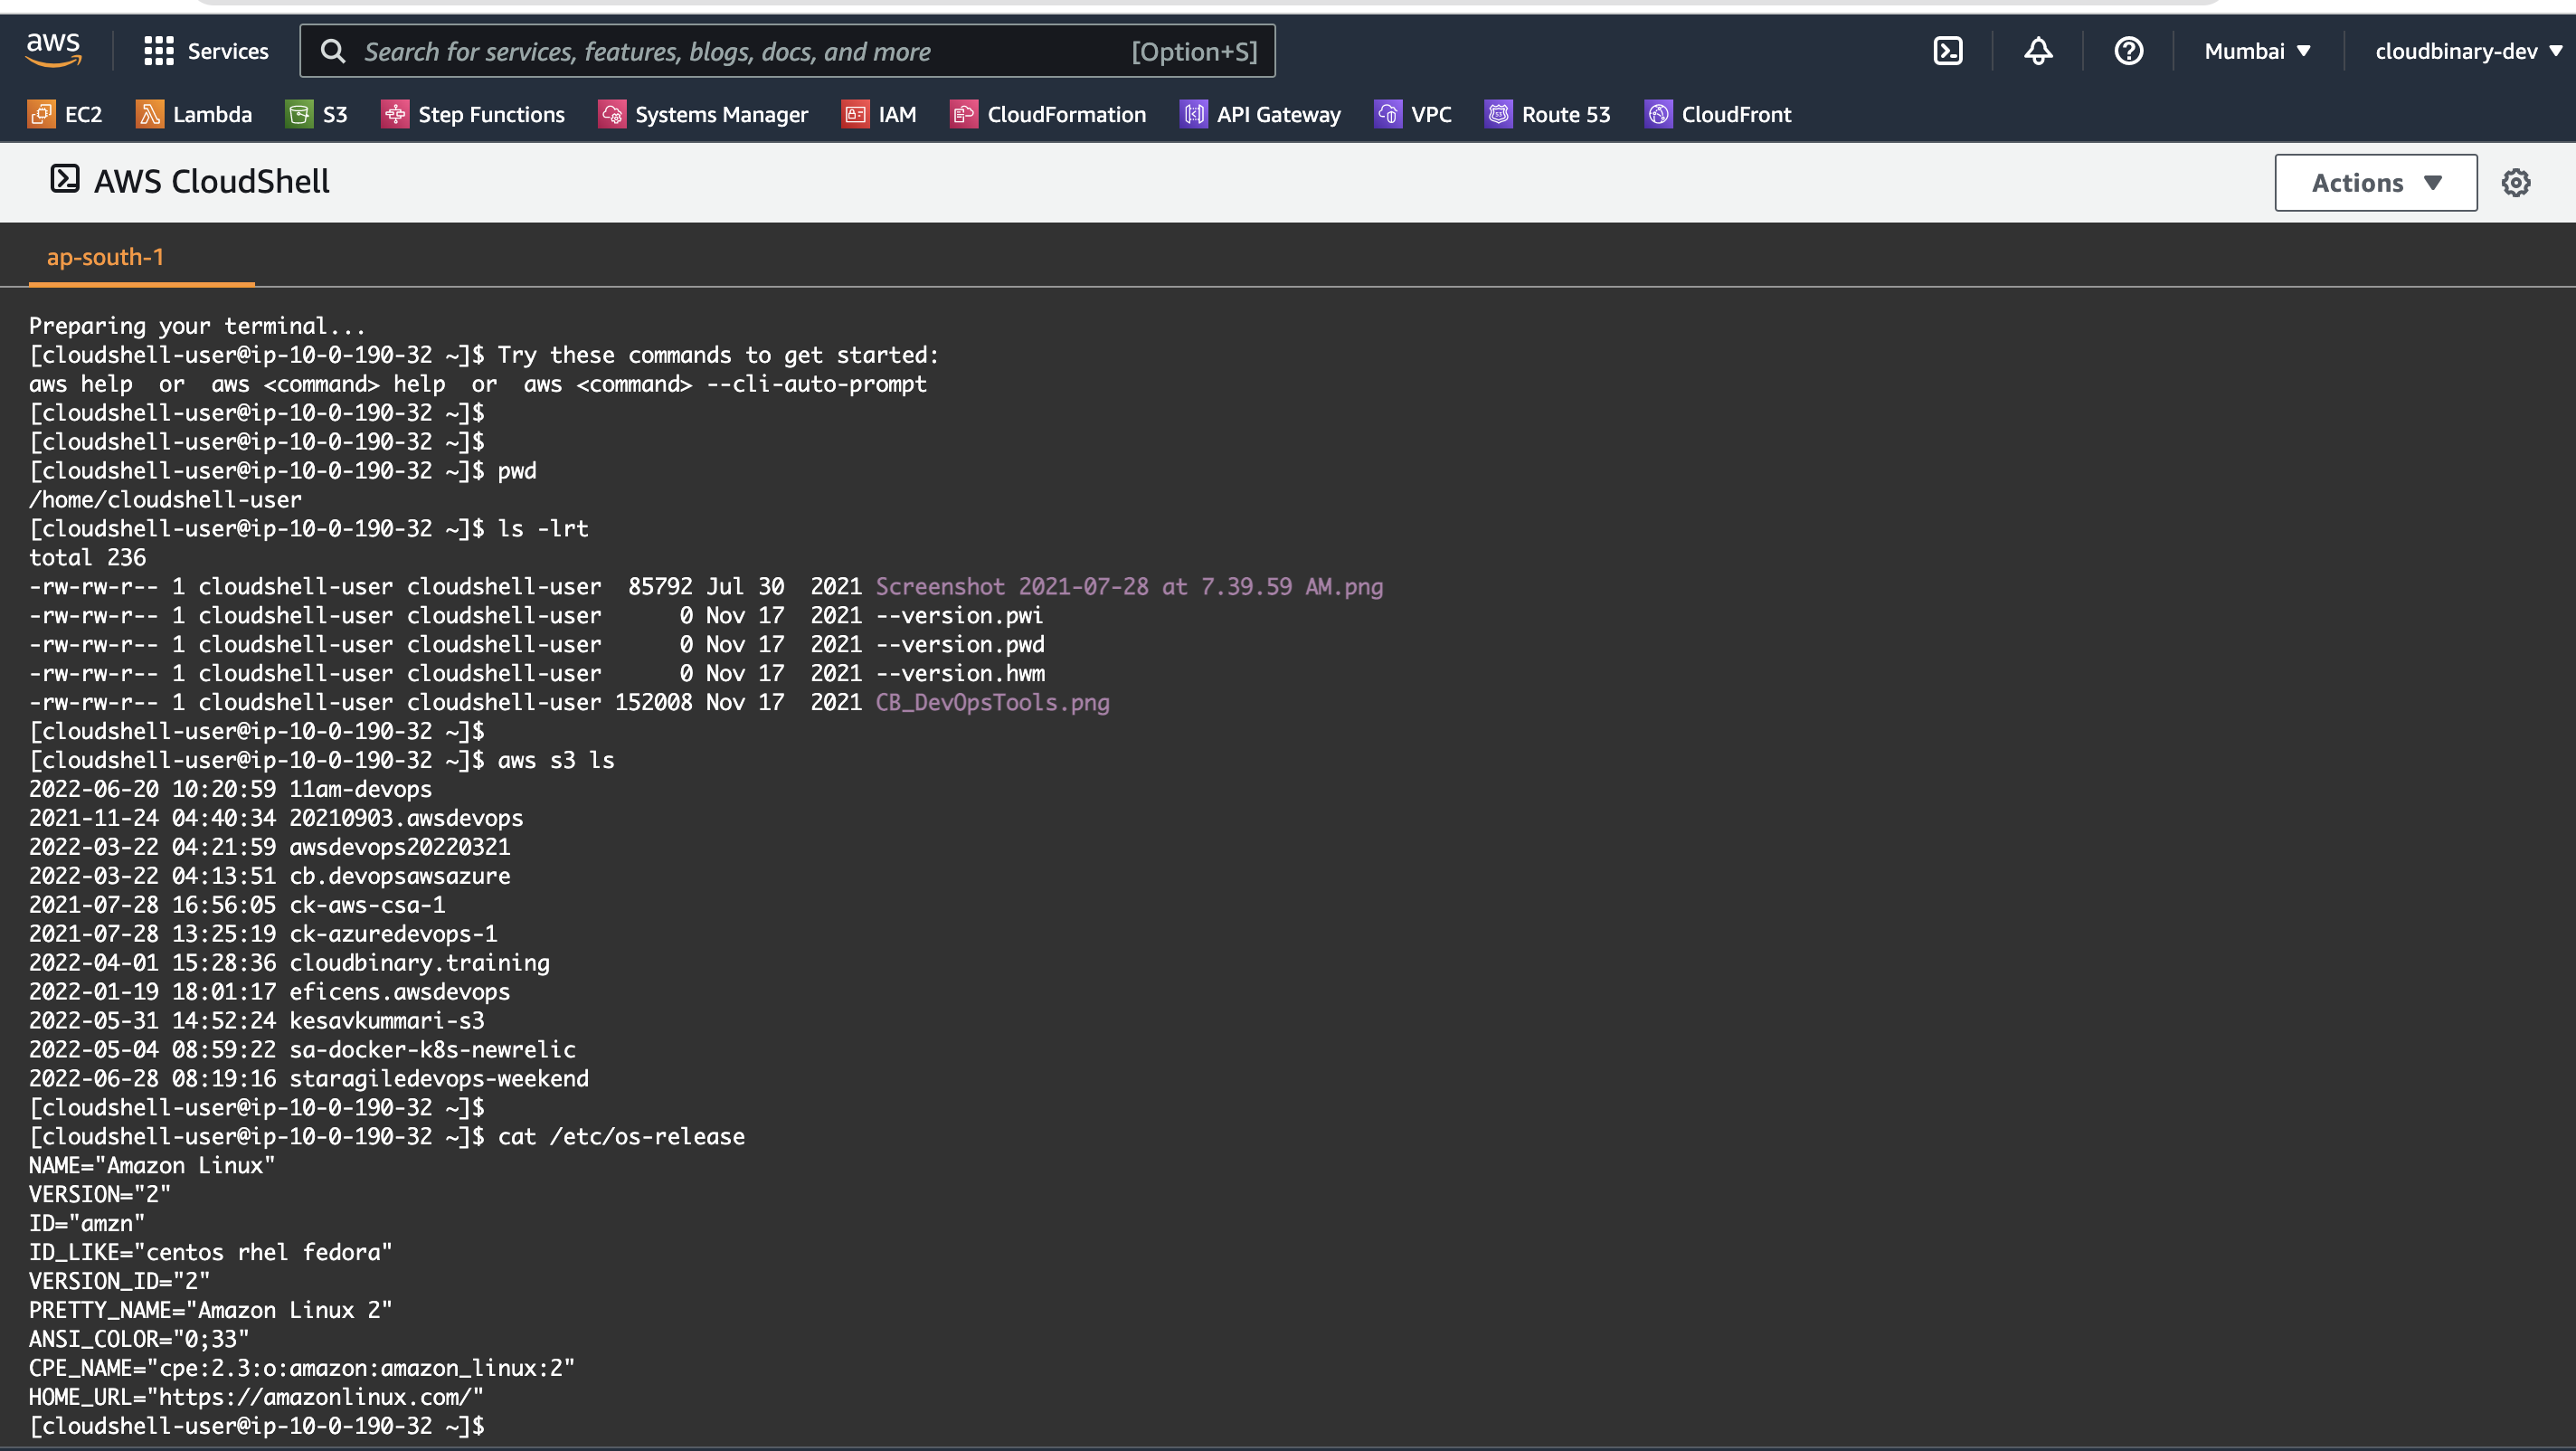 aws Services Search for services, features, blogs, docs, and more [Option+S] Mumbai cloudbinary-dev
EC2 Lambda S3 Step Functions Systems Manager IAM CloudFormation API Gateway VPC Route 53 CloudFront
AWS CloudShell Actions
ap-south-1
Preparing your terminal...
[cloudshell-user@ip-10-0-190-32 ~]$ Try these commands to get started:
aws help  or  aws <command> help  or  aws <command> --cli-auto-prompt
[cloudshell-user@ip-10-0-190-32 ~]$
[cloudshell-user@ip-10-0-190-32 ~]$
[cloudshell-user@ip-10-0-190-32 ~]$ pwd
/home/cloudshell-user
[cloudshell-user@ip-10-0-190-32 ~]$ ls -lrt
total 236
-rw-rw-r-- 1 cloudshell-user cloudshell-user  85792 Jul 30  2021 Screenshot 2021-07-28 at 7.39.59 AM.png
-rw-rw-r-- 1 cloudshell-user cloudshell-user      0 Nov 17  2021 --version.pwi
-rw-rw-r-- 1 cloudshell-user cloudshell-user      0 Nov 17  2021 --version.pwd
-rw-rw-r-- 1 cloudshell-user cloudshell-user      0 Nov 17  2021 --version.hwm
-rw-rw-r-- 1 cloudshell-user cloudshell-user 152008 Nov 17  2021 CB_DevOpsTools.png
[cloudshell-user@ip-10-0-190-32 ~]$
[cloudshell-user@ip-10-0-190-32 ~]$ aws s3 ls
2022-06-20 10:20:59 11am-devops
2021-11-24 04:40:34 20210903.awsdevops
2022-03-22 04:21:59 awsdevops20220321
2022-03-22 04:13:51 cb.devopsawsazure
2021-07-28 16:56:05 ck-aws-csa-1
2021-07-28 13:25:19 ck-azuredevops-1
2022-04-01 15:28:36 cloudbinary.training
2022-01-19 18:01:17 eficens.awsdevops
2022-05-31 14:52:24 kesavkummari-s3
2022-05-04 08:59:22 sa-docker-k8s-newrelic
2022-06-28 08:19:16 staragiledevops-weekend
[cloudshell-user@ip-10-0-190-32 ~]$
[cloudshell-user@ip-10-0-190-32 ~]$ cat /etc/os-release
NAME="Amazon Linux"
VERSION="2"
ID="amzn"
ID_LIKE="centos rhel fedora"
VERSION_ID="2"
PRETTY_NAME="Amazon Linux 2"
ANSI_COLOR="0;33"
CPE_NAME="cpe:2.3:o:amazon:amazon_linux:2"
HOME_URL="https://amazonlinux.com/"
[cloudshell-user@ip-10-0-190-32 ~]$